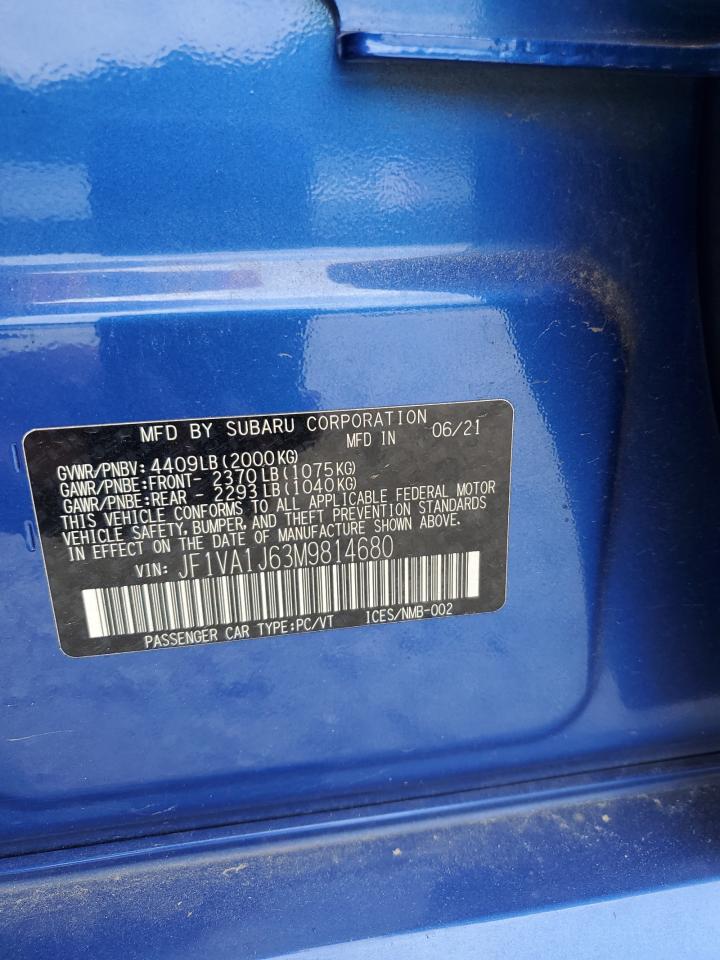 MFD BY SUBARU CORPORATION
MFD IN 06/21
GVWR/PNBV: 4409LB(2000KG)
GAWR/PNBE:FRONT- 2370LB(1075KG)
GAWR/PNBE:REAR - 2293LB(1040KG)
THIS VEHICLE CONFORMS TO ALL APPLICABLE FEDERAL MOTOR
VEHICLE SAFETY, BUMPER, AND THEFT PREVENTION STANDARDS
IN EFFECT ON THE DATE OF MANUFACTURE SHOWN ABOVE.
VIN: JF1VA1J63M9814680
PASSENGER CAR TYPE:PC/VT ICES/NMB-002